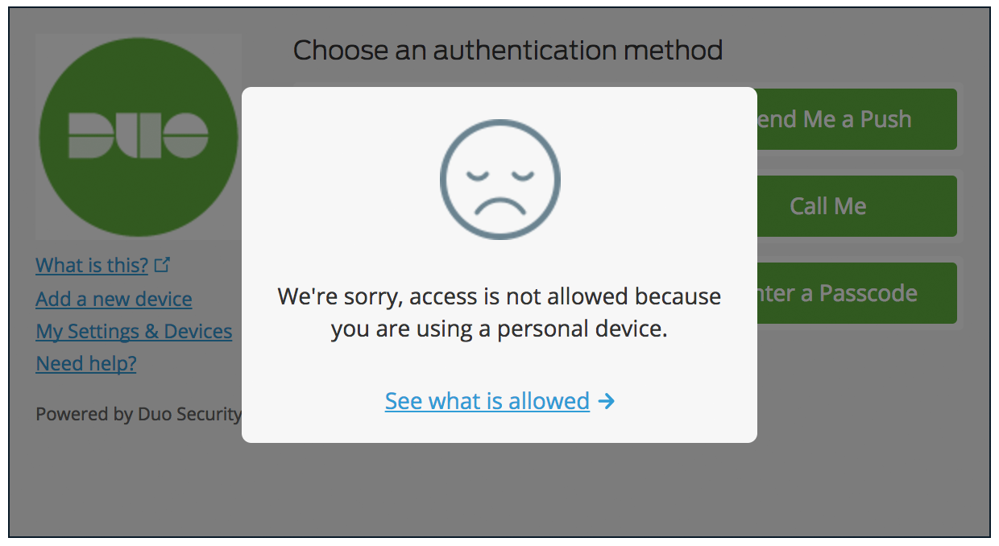 Choose an authentication method
DUO
end Me a Push
Call Me
nter a Passcode
We're sorry, access is not allowed because
you are using a personal device.
See what is allowed
What is this?
Add a new device
My Settings & Devices
Need help?
Powered by Duo Security